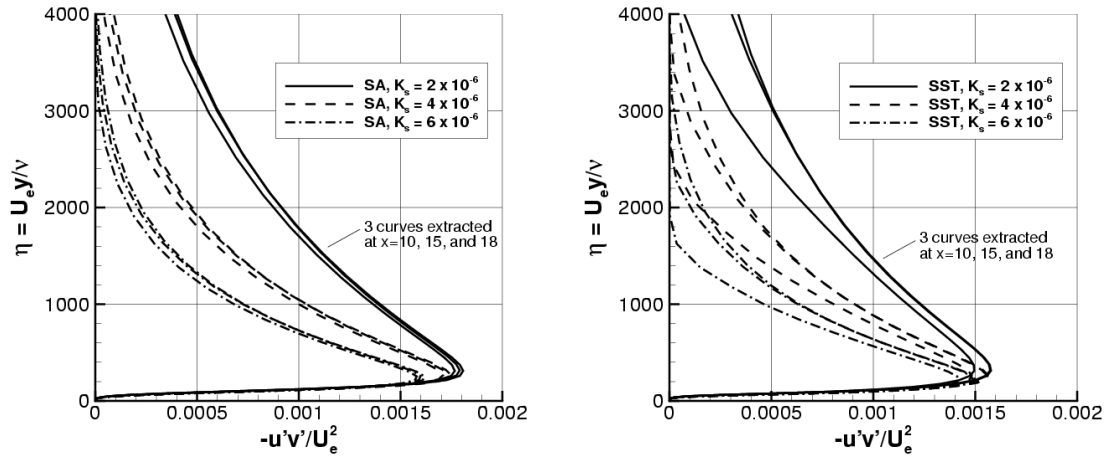 4000
3000
2000
1000
0
η = Uₑy/ν
SA, Kₛ = 2 x 10⁻⁶
SA, Kₛ = 4 x 10⁻⁶
SA, Kₛ = 6 x 10⁻⁶
3 curves extracted
at x=10, 15, and 18
0 0.0005 0.001 0.0015 0.002
-u'v'/Uₑ²
4000
3000
2000
1000
0
η = Uₑy/ν
SST, Kₛ = 2 x 10⁻⁶
SST, Kₛ = 4 x 10⁻⁶
SST, Kₛ = 6 x 10⁻⁶
3 curves extracted
at x=10, 15, and 18
0 0.0005 0.001 0.0015 0.002
-u'v'/Uₑ²